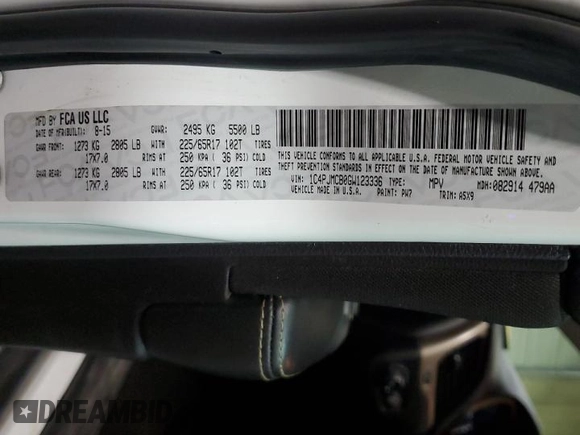 MFD BY FCA US LLC
DATE OF MFR(BUILT): 8-15 GVWR: 2495 KG 5500 LB
GAWR FRONT: 1273 KG 2805 LB WITH TIRES 225/65R17 102T
17X7.0 RIMS AT 250 KPA ( 36 PSI) COLD
GAWR REAR: 1273 KG 2805 LB WITH TIRES 225/65R17 102T
17X7.0 RIMS AT 250 KPA ( 36 PSI) COLD
THIS VEHICLE CONFORMS TO ALL APPLICABLE U.S.A. FEDERAL MOTOR VEHICLE SAFETY, BUMPER, AND
THEFT PREVENTION STANDARDS IN EFFECT ON THE DATE OF MANUFACTURE SHOWN ABOVE.
VIN: 1C4PJMCB0GW123336 TYPE: MPV MDH: 082914 479AA
VEHICLE MADE IN U.S.A. PAINT: PW7 TRIM: A5X9
DREAMBID